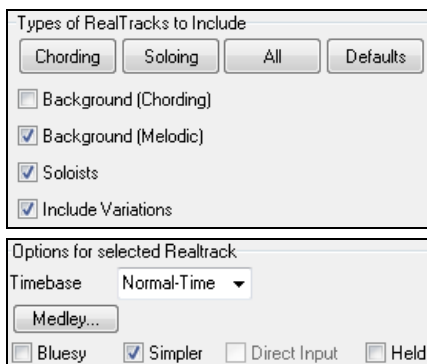 Types of RealTracks to Include
Chording Soloing All Defaults
Background (Chording)
Background (Melodic)
Soloists
Include Variations
Options for selected Realtrack
Timebase Normal-Time
Medley...
Bluesy Simpler Direct Input Held